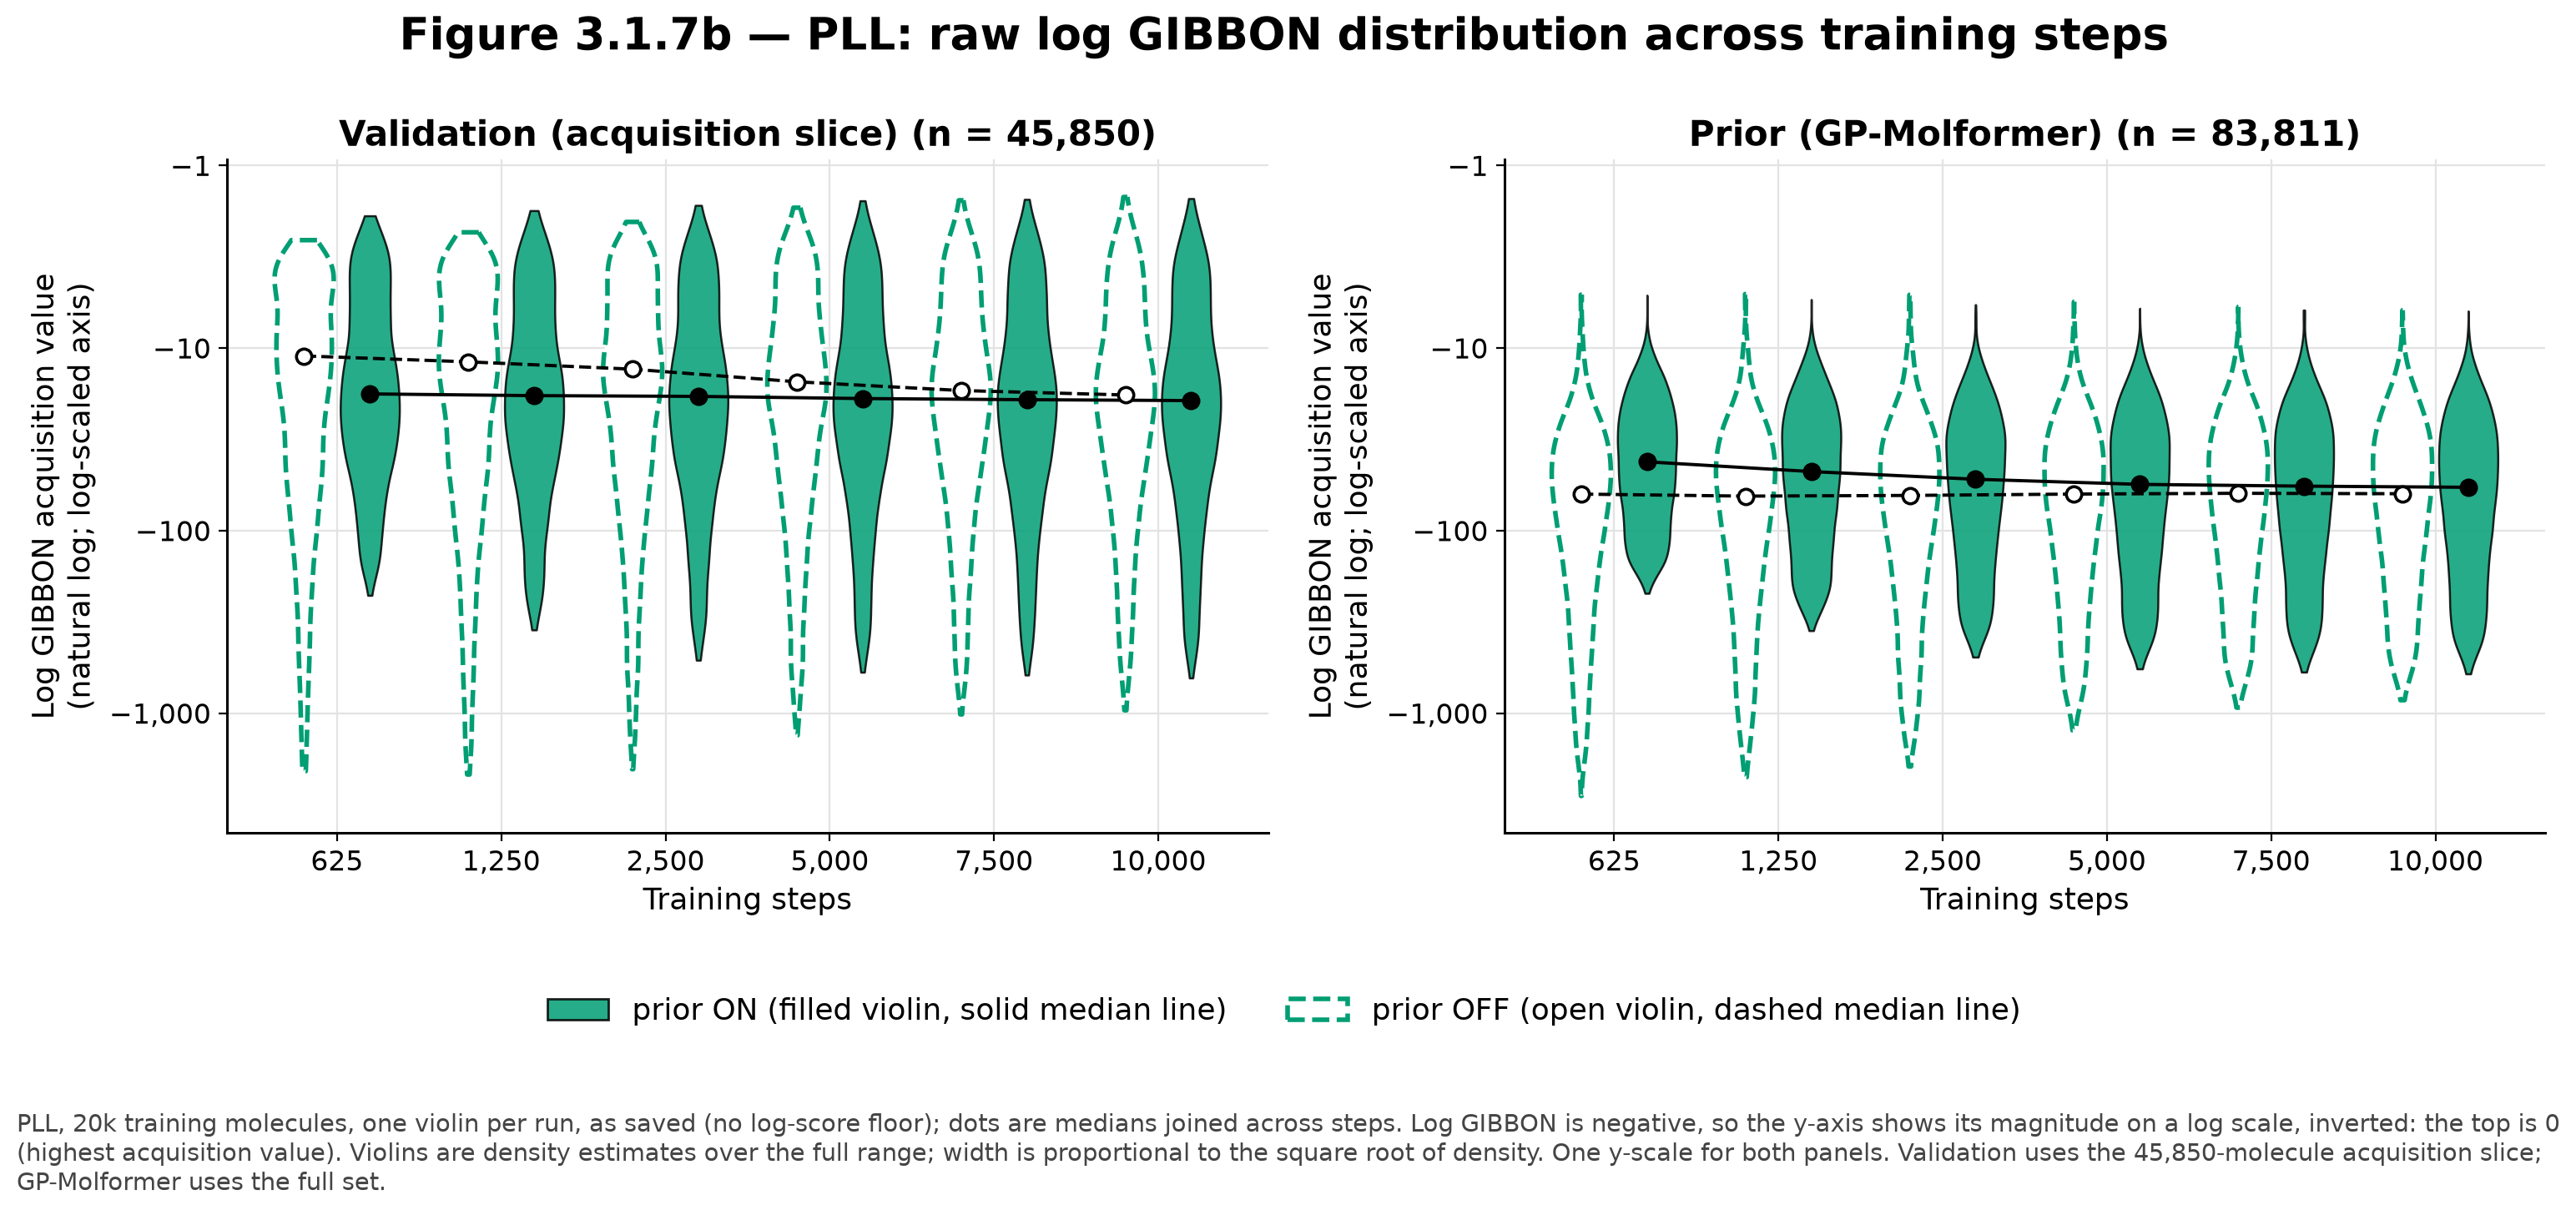 Figure 3.1.7b — PLL: raw log GIBBON distribution across training steps
Validation (acquisition slice) (n = 45,850)
Log GIBBON acquisition value
(natural log; log-scaled axis)
−1
−10
−100
−1,000
625
1,250
2,500
5,000
7,500
10,000
Training steps
Prior (GP-Molformer) (n = 83,811)
Log GIBBON acquisition value
(natural log; log-scaled axis)
−1
−10
−100
−1,000
625
1,250
2,500
5,000
7,500
10,000
Training steps
prior ON (filled violin, solid median line)
prior OFF (open violin, dashed median line)
PLL, 20k training molecules, one violin per run, as saved (no log-score floor); dots are medians joined across steps. Log GIBBON is negative, so the y-axis shows its magnitude on a log scale, inverted: the top is 0
(highest acquisition value). Violins are density estimates over the full range; width is proportional to the square root of density. One y-scale for both panels. Validation uses the 45,850-molecule acquisition slice;
GP-Molformer uses the full set.